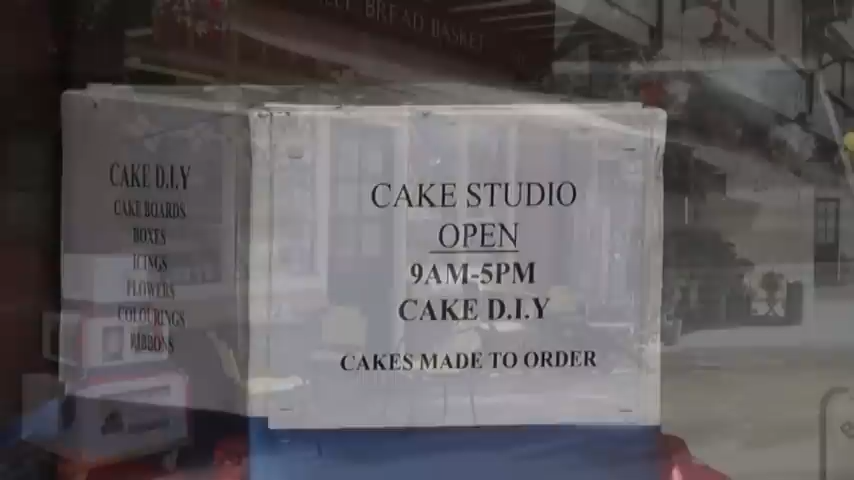 BREAD BASKET
CAKE D.I.Y
CAKE BOARDS
BOXES
ICINGS
FLOWERS
COLOURINGS
RIBBONS
CAKE STUDIO
OPEN
9AM-5PM
CAKE D.I.Y
CAKES MADE TO ORDER